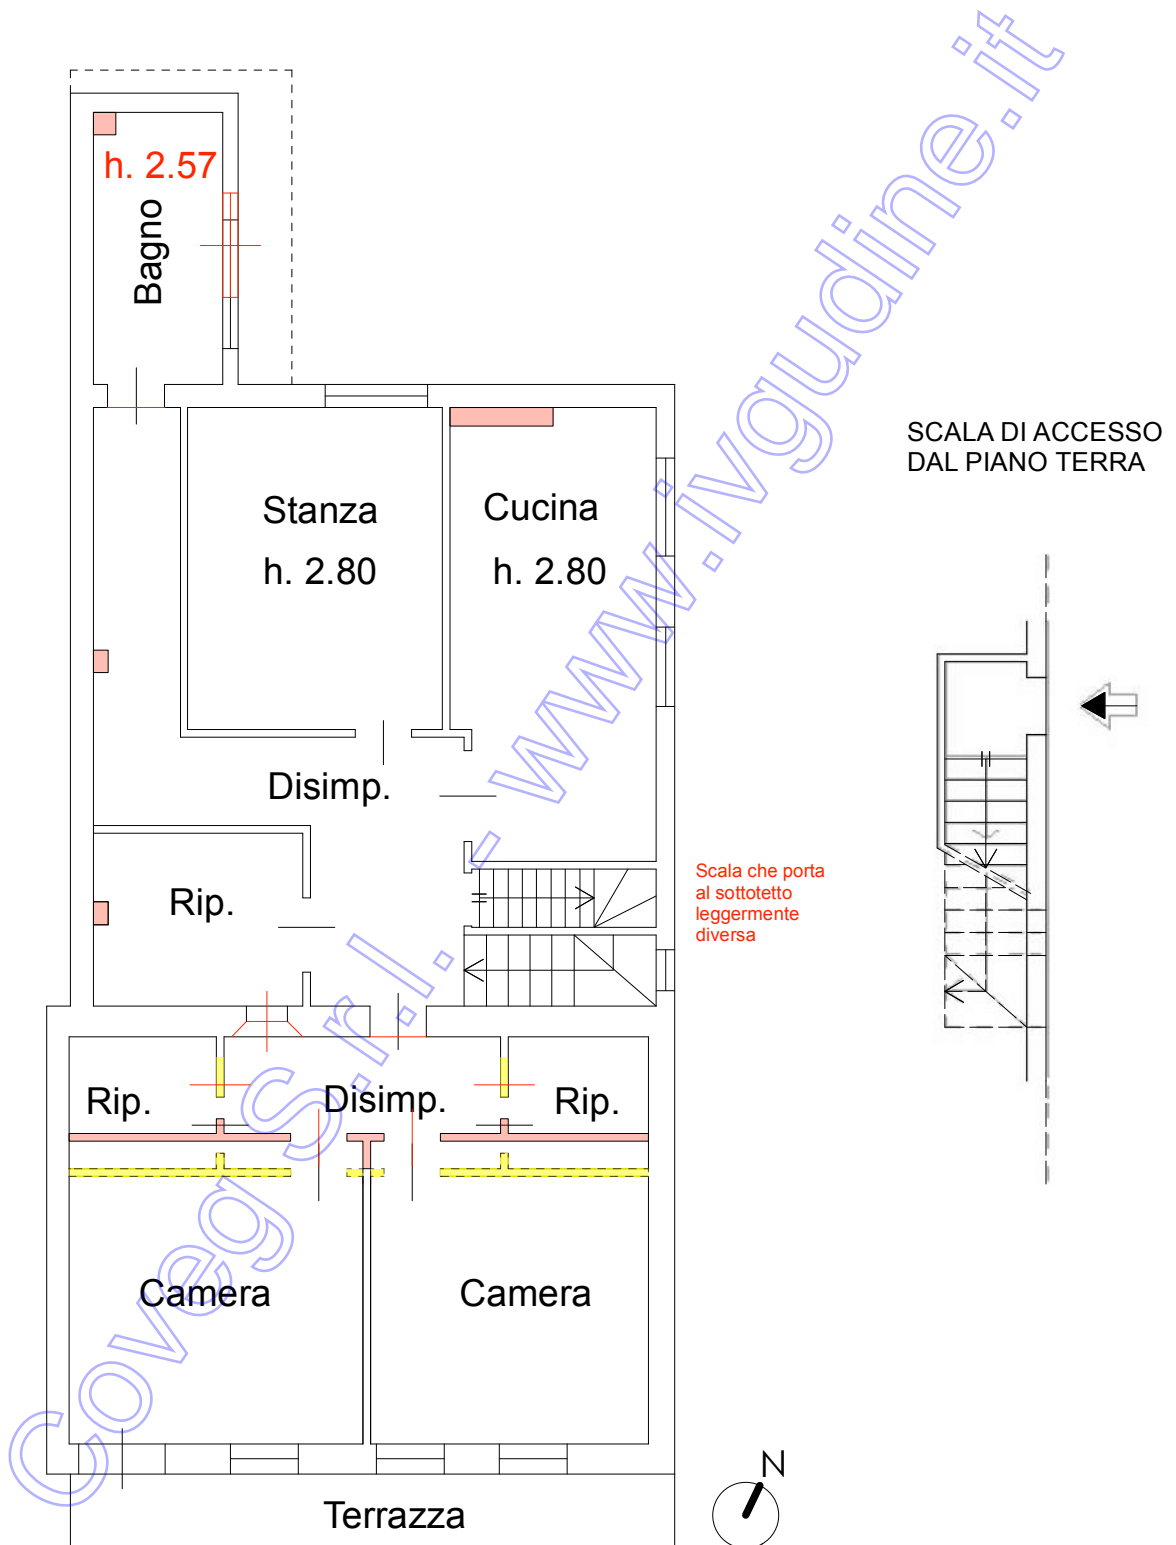 h. 2.57
Bagno
Stanza
h. 2.80
Cucina
h. 2.80
SCALA DI ACCESSO
DAL PIANO TERRA
Disimp.
Rip.
Scala che porta
al sottotetto
leggermente
diversa
Rip.
Disimp.
Rip.
Camera
Camera
Terrazza
N
Coveg S.r.l. - www.ivgudine.it